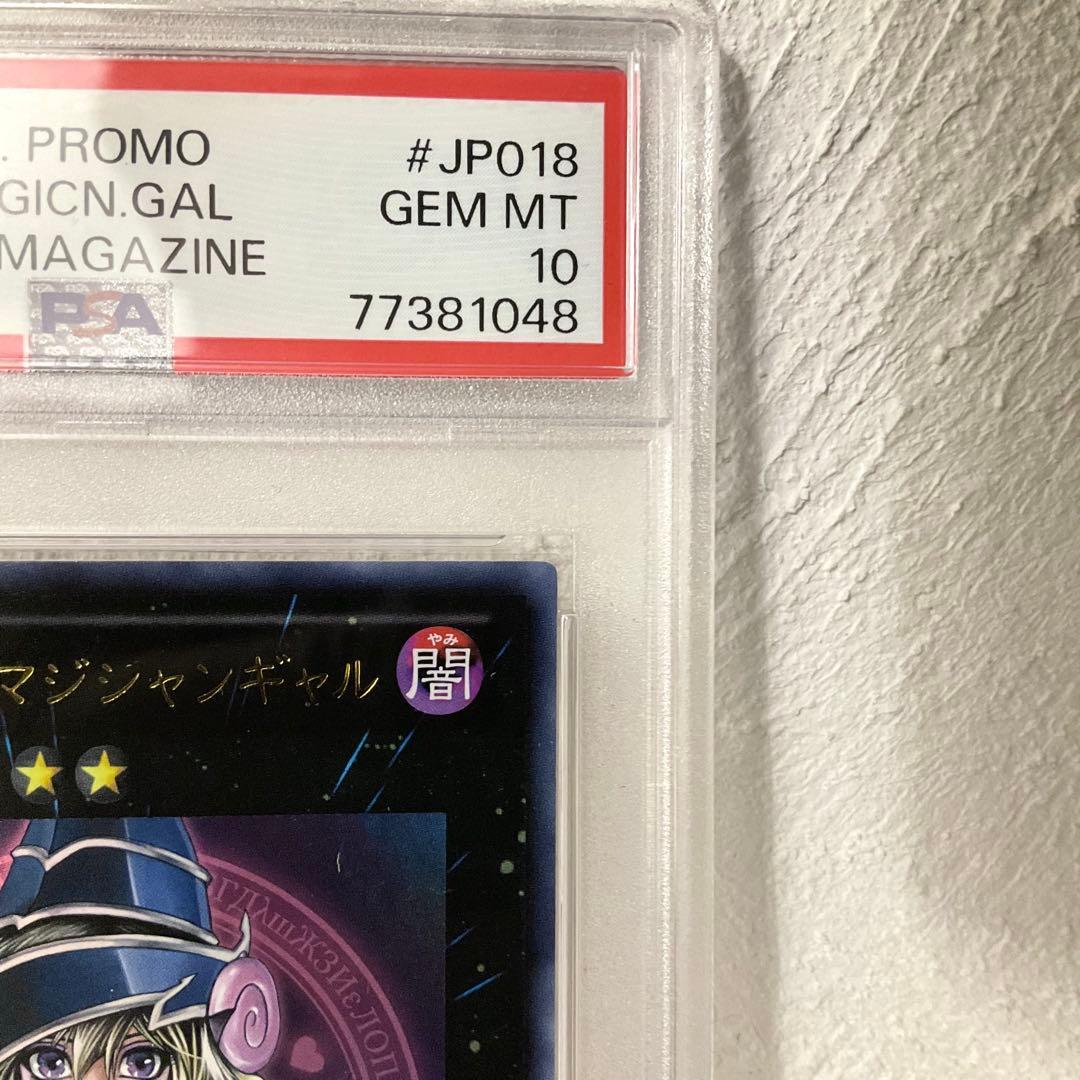 . PROMO #JP018
GICN.GAL GEM MT
MAGAZINE 10
PSA 77381048
マジシャンギャル
やみ
闇